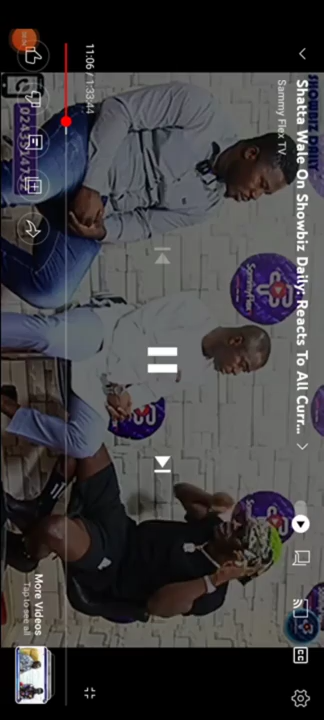 Shatta Wale On Showbiz Daily: Reacts To All Curr...
Sammy Flex TV
SHOWBIZ DAILY
CC
11:06 / 1:33:44
More Videos
Tap to see all